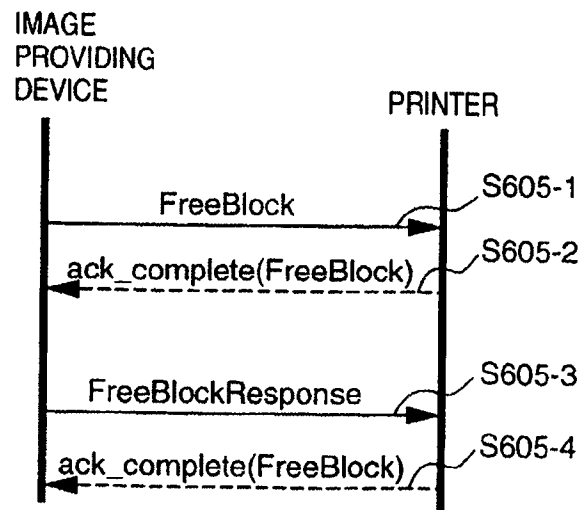 IMAGE
PROVIDING
DEVICE
PRINTER
S605-1
FreeBlock
S605-2
ack_complete(FreeBlock)
S605-3
FreeBlockResponse
S605-4
ack_complete(FreeBlock)